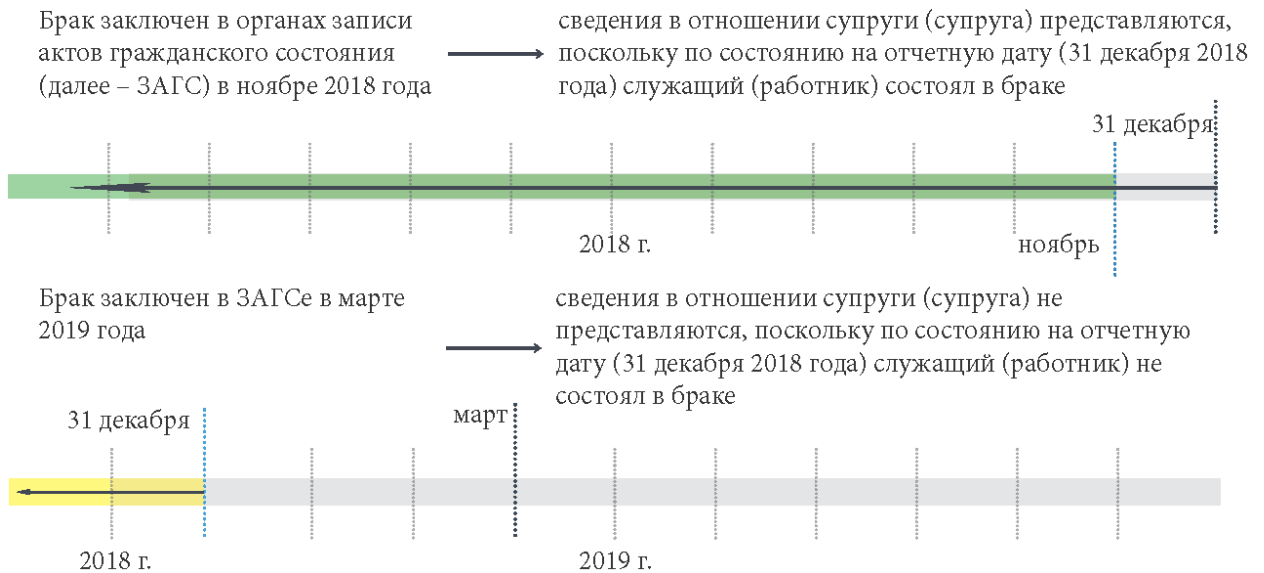 Брак заключен в органах записи
актов гражданского состояния
(далее – ЗАГС) в ноябре 2018 года
сведения в отношении супруги (супруга) представляются,
поскольку по состоянию на отчетную дату (31 декабря 2018
года) служащий (работник) состоял в браке
31 декабря
2018 г.
ноябрь
Брак заключен в ЗАГСе в марте
2019 года
сведения в отношении супруги (супруга) не
представляются, поскольку по состоянию на отчетную
дату (31 декабря 2018 года) служащий (работник) не
состоял в браке
31 декабря
март
2018 г.
2019 г.